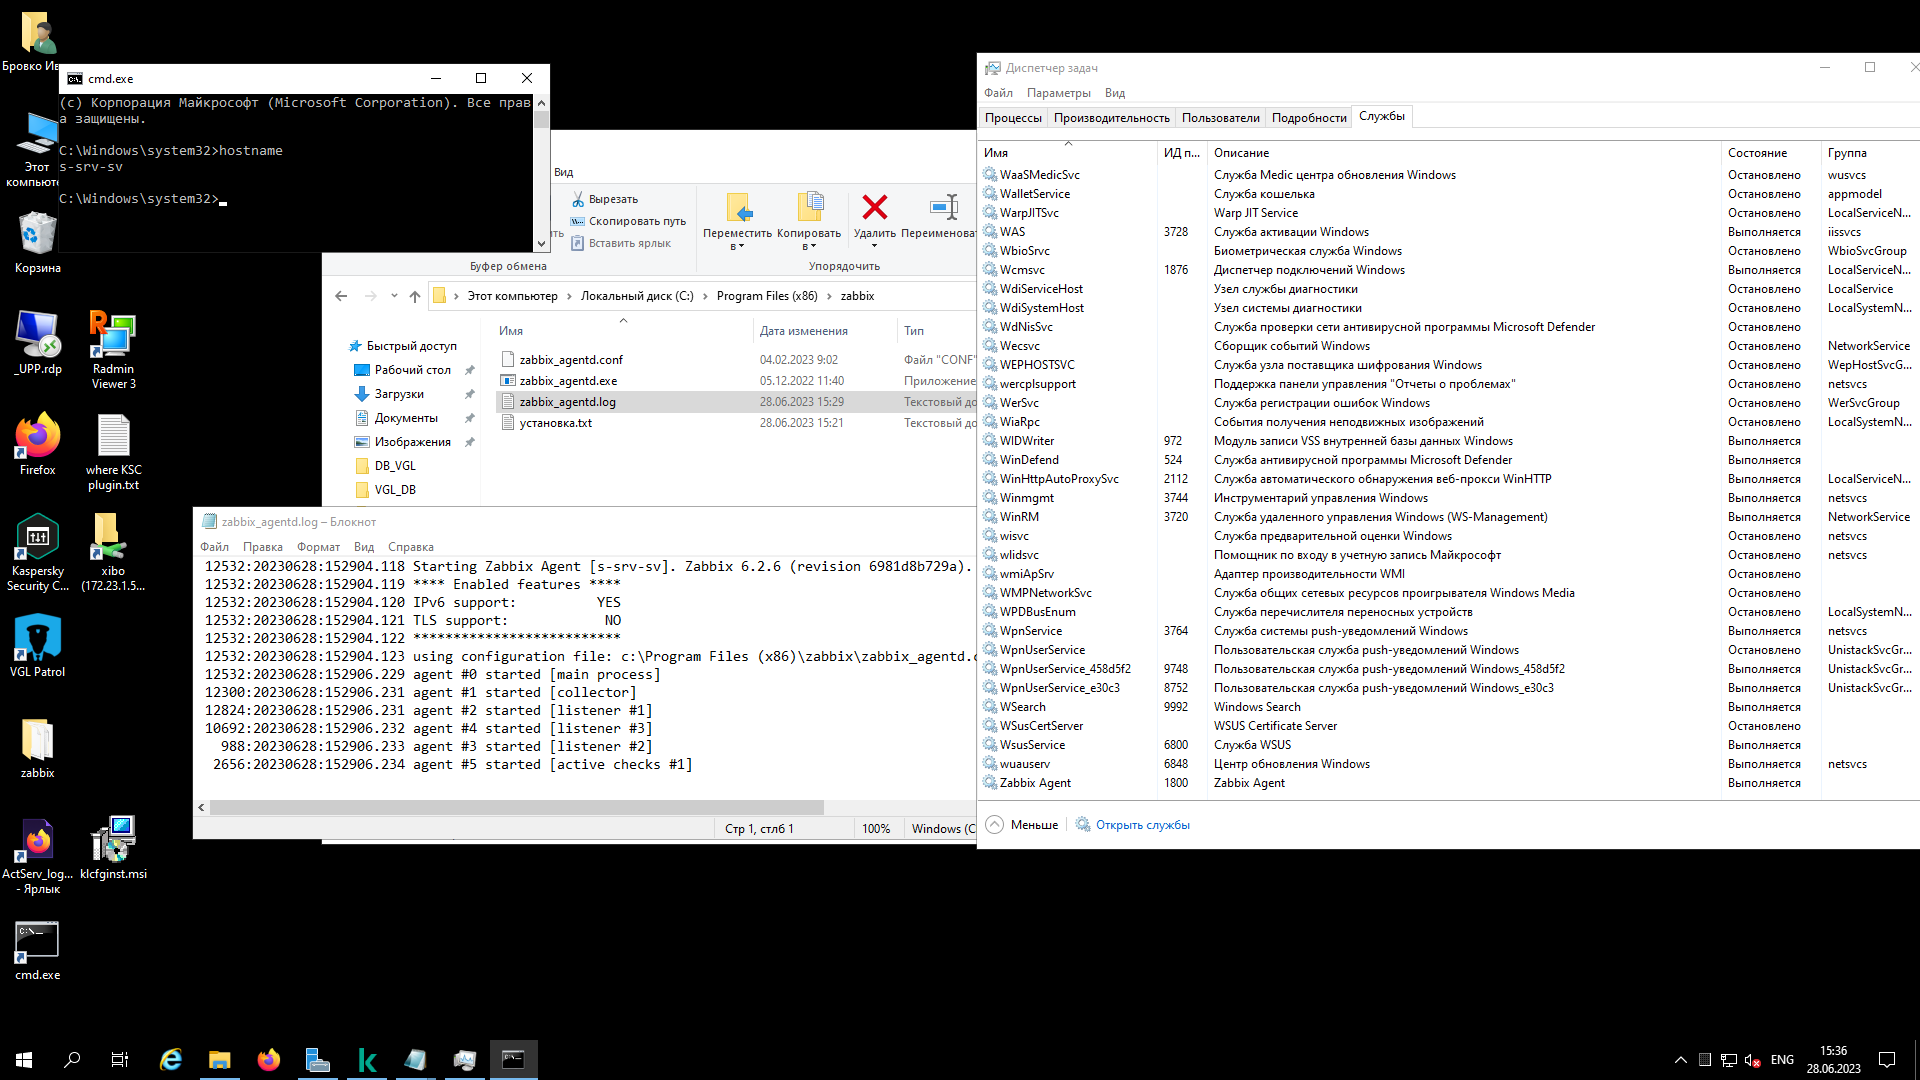 Бровко Ив
Этот
компьюте
Корзина
_UPP.rdp
Radmin
Viewer 3
Firefox
where KSC
plugin.txt
Kaspersky
Security C...
xibo
(172.23.1.5...
VGL Patrol
zabbix
ActServ_log...
- Ярлык
klcfginst.msi
cmd.exe
cmd.exe
(c) Корпорация Майкрософт (Microsoft Corporation). Все прав
а защищены.
C:\Windows\system32>hostname
s-srv-sv
C:\Windows\system32>
Вид
Вырезать
Скопировать путь
Вставить ярлык
Буфер обмена
Переместить
в
Копировать
в
Удалить
Переименоват
Упорядочить
Этот компьютер > Локальный диск (C:) > Program Files (x86) > zabbix
Имя Дата изменения Тип
Быстрый доступ
Рабочий стол
Загрузки
Документы
Изображения
DB_VGL
VGL_DB
zabbix_agentd.conf 04.02.2023 9:02 Файл "CONF"
zabbix_agentd.exe 05.12.2022 11:40 Приложение
zabbix_agentd.log 28.06.2023 15:29 Текстовый до
установка.txt 28.06.2023 15:21 Текстовый до
zabbix_agentd.log – Блокнот
Файл Правка Формат Вид Справка
12532:20230628:152904.118 Starting Zabbix Agent [s-srv-sv]. Zabbix 6.2.6 (revision 6981d8b729a).
12532:20230628:152904.119 **** Enabled features ****
12532:20230628:152904.120 IPv6 support: YES
12532:20230628:152904.121 TLS support: NO
12532:20230628:152904.122 **************************
12532:20230628:152904.123 using configuration file: c:\Program Files (x86)\zabbix\zabbix_agentd.c
12532:20230628:152906.229 agent #0 started [main process]
12300:20230628:152906.231 agent #1 started [collector]
12824:20230628:152906.231 agent #2 started [listener #1]
10692:20230628:152906.232 agent #4 started [listener #3]
988:20230628:152906.233 agent #3 started [listener #2]
2656:20230628:152906.234 agent #5 started [active checks #1]
Стр 1, стлб 1 100% Windows (C
Диспетчер задач
Файл Параметры Вид
Процессы Производительность Пользователи Подробности Службы
Имя ИД п... Описание Состояние Группа
WaaSMedicSvc Служба Medic центра обновления Windows Остановлено wusvcs
WalletService Служба кошелька Остановлено appmodel
WarpJITSvc Warp JIT Service Остановлено LocalServiceN...
WAS 3728 Служба активации Windows Выполняется iissvcs
WbioSrvc Биометрическая служба Windows Остановлено WbioSvcGroup
Wcmsvc 1876 Диспетчер подключений Windows Выполняется LocalServiceN...
WdiServiceHost Узел службы диагностики Остановлено LocalService
WdiSystemHost Узел системы диагностики Остановлено LocalSystemN...
WdNisSvc Служба проверки сети антивирусной программы Microsoft Defender Остановлено
Wecsvc Сборщик событий Windows Остановлено NetworkService
WEPHOSTSVC Служба узла поставщика шифрования Windows Остановлено WepHostSvcG...
wercplsupport Поддержка панели управления "Отчеты о проблемах" Остановлено netsvcs
WerSvc Служба регистрации ошибок Windows Остановлено WerSvcGroup
WiaRpc События получения неподвижных изображений Остановлено LocalSystemN...
WIDWriter 972 Модуль записи VSS внутренней базы данных Windows Выполняется
WinDefend 524 Служба антивирусной программы Microsoft Defender Выполняется
WinHttpAutoProxySvc 2112 Служба автоматического обнаружения веб-прокси WinHTTP Выполняется LocalServiceN...
Winmgmt 3744 Инструментарий управления Windows Выполняется netsvcs
WinRM 3720 Служба удаленного управления Windows (WS-Management) Выполняется NetworkService
wisvc Служба предварительной оценки Windows Остановлено netsvcs
wlidsvc Помощник по входу в учетную запись Майкрософт Остановлено netsvcs
wmiApSrv Адаптер производительности WMI Остановлено
WMPNetworkSvc Служба общих сетевых ресурсов проигрывателя Windows Media Остановлено
WPDBusEnum Служба перечислителя переносных устройств Остановлено LocalSystemN...
WpnService 3764 Служба системы push-уведомлений Windows Выполняется netsvcs
WpnUserService Пользовательская служба push-уведомлений Windows Остановлено UnistackSvcGr...
WpnUserService_458d5f2 9748 Пользовательская служба push-уведомлений Windows_458d5f2 Выполняется UnistackSvcGr...
WpnUserService_e30c3 8752 Пользовательская служба push-уведомлений Windows_e30c3 Выполняется UnistackSvcGr...
WSearch 9992 Windows Search Выполняется
WSusCertServer WSUS Certificate Server Остановлено
WsusService 6800 Служба WSUS Выполняется
wuauserv 6848 Центр обновления Windows Выполняется netsvcs
Zabbix Agent 1800 Zabbix Agent Выполняется
Меньше Открыть службы
ENG
15:36
28.06.2023